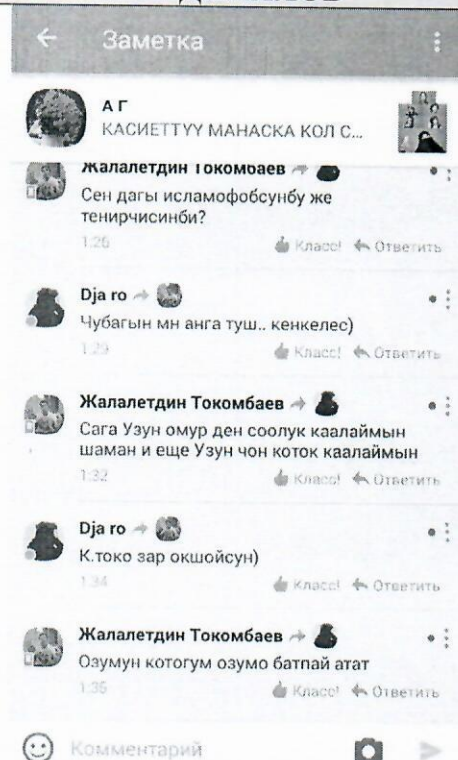 Заметка
А Г
КАСИЕТТҮҮ МАНАСКА КОЛ С...
Жалалетдин Токомбаев
Сен дагы исламофобсунбу же
тенирчисинби?
1:26 Класс! Ответить
Dja ro
Чубагын мн анга туш.. кенкелес)
1:29 Класс! Ответить
Жалалетдин Токомбаев
Сага Узун омур ден соолук каалаймын
шаман и еще Узун чон коток каалаймын
1:32 Класс! Ответить
Dja ro
К.токо зар окшойсун)
1:34 Класс! Ответить
Жалалетдин Токомбаев
Озумун котогум озумо батпай атат
1:35 Класс! Ответить
Комментарий